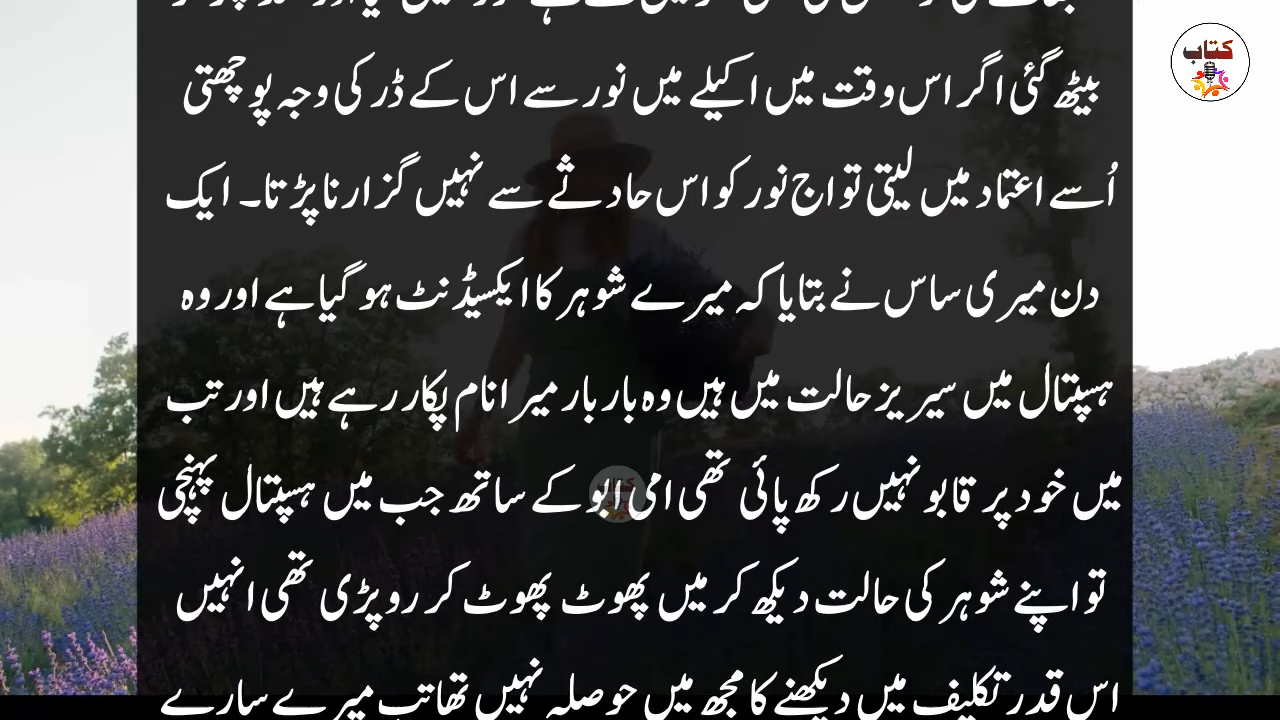 کتاب
بیٹھ گئی اگر اس وقت میں اکیلے میں نور سے اس کے ڈر کی وجہ پوچھتی
اُسے اعتماد میں لیتی تو اج نور کو اس حادثے سے نہیں گزارنا پڑتا۔ ایک
دن میری ساس نے بتایا کہ میرے شوہر کا ایکسیڈنٹ ہو گیا ہے اور وہ
ہسپتال میں سیریز حالت میں ہیں وہ بار بار میرا نام پکار رہے ہیں اور تب
میں خود پر قابو نہیں رکھ پائی تھی امی ابو کے ساتھ جب میں ہسپتال پہنچی
تو اپنے شوہر کی حالت دیکھ کر میں پھوٹ پھوٹ کر رو پڑی تھی انہیں
اس قدر تکلیف میں دیکھنے کا مجھ میں حوصلہ نہیں تھا تب میرے سارے